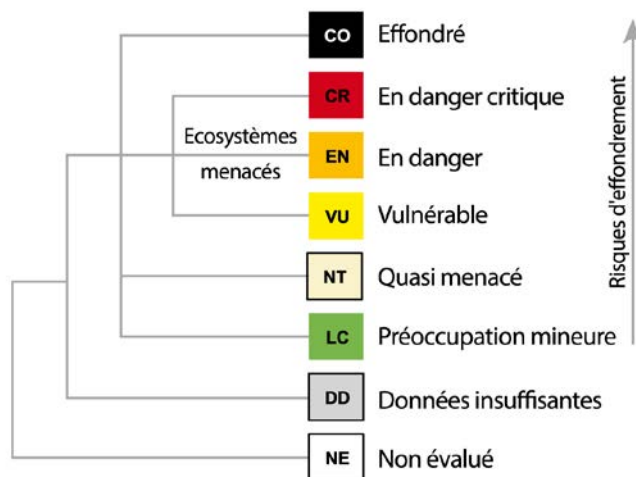 CO Effondré
CR En danger critique
Ecosystèmes
menacés
EN En danger
VU Vulnérable
NT Quasi menacé
LC Préoccupation mineure
DD Données insuffisantes
NE Non évalué
Risques d'effondrement